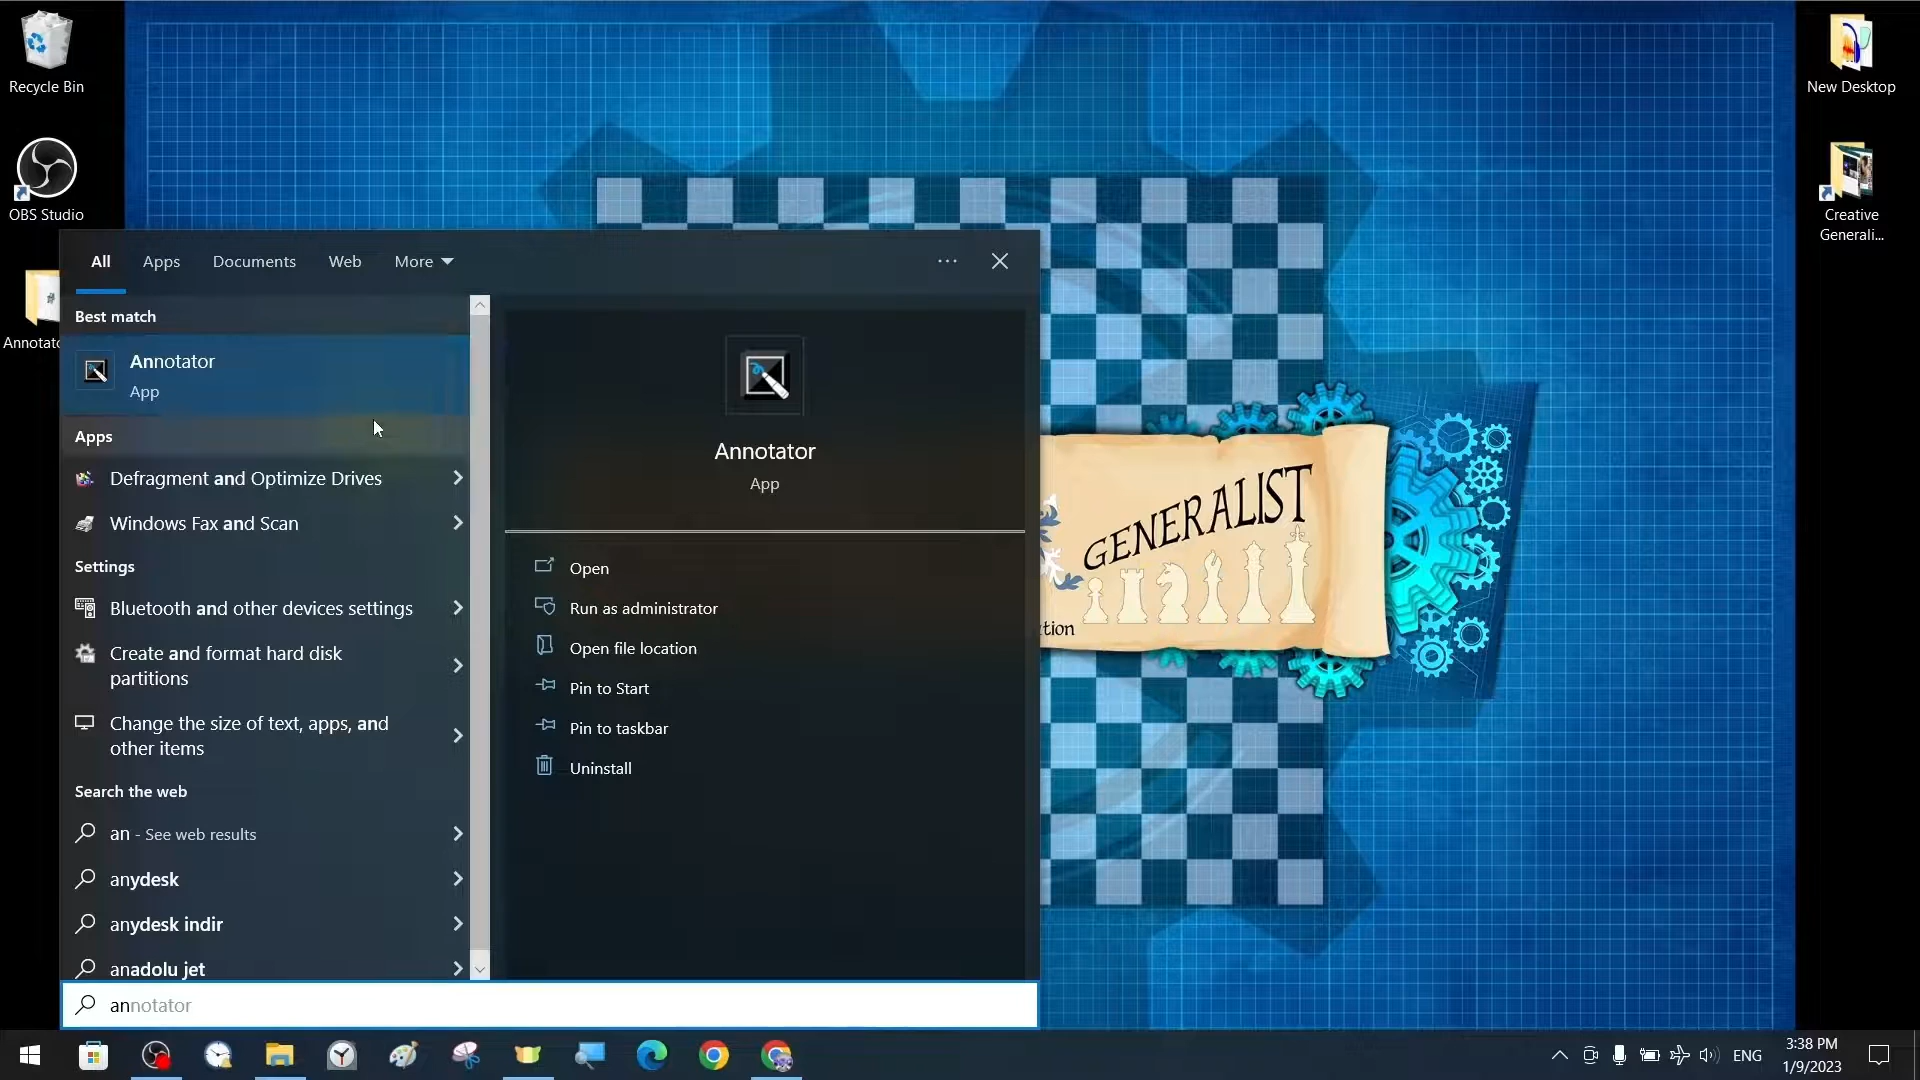 Recycle Bin
OBS Studio
New Desktop
Creative
Generali...
All
Apps
Documents
Web
More
Best match
Annotator
App
Apps
Defragment and Optimize Drives
Windows Fax and Scan
Settings
Bluetooth and other devices settings
Create and format hard disk
partitions
Change the size of text, apps, and
other items
Search the web
an - See web results
anydesk
anydesk indir
anadolu jet
annotator
Annotator
App
Open
Run as administrator
Open file location
Pin to Start
Pin to taskbar
Uninstall
GENERALIST
ENG
3:38 PM
1/9/2023